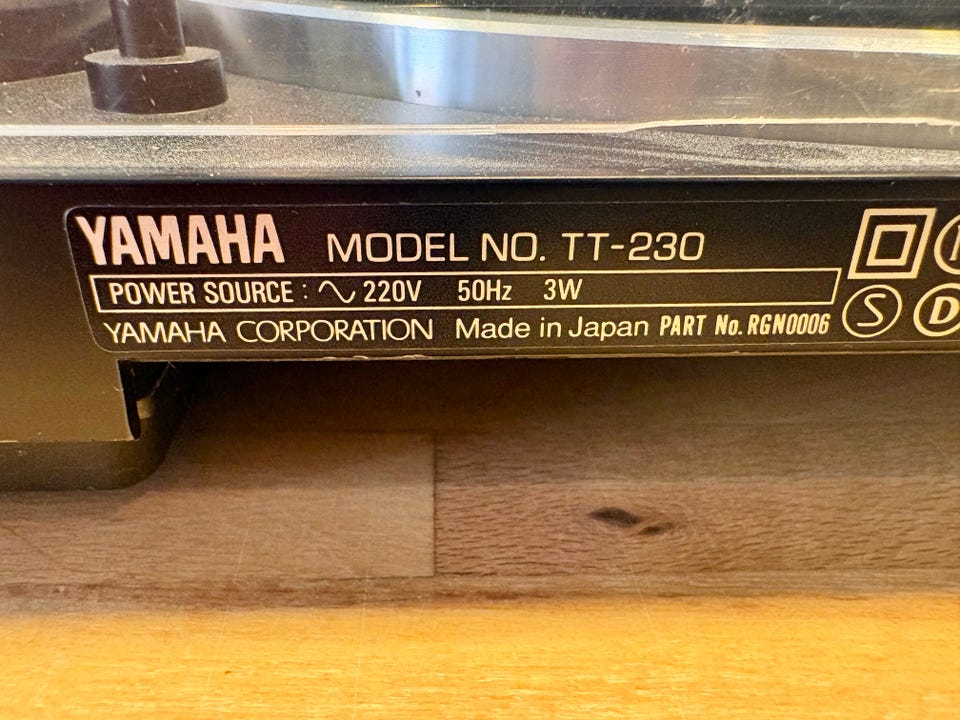 YAMAHA MODEL NO. TT-230
POWER SOURCE : ∿ 220V 50Hz 3W
YAMAHA CORPORATION Made in Japan PART No. RGN0006
S D